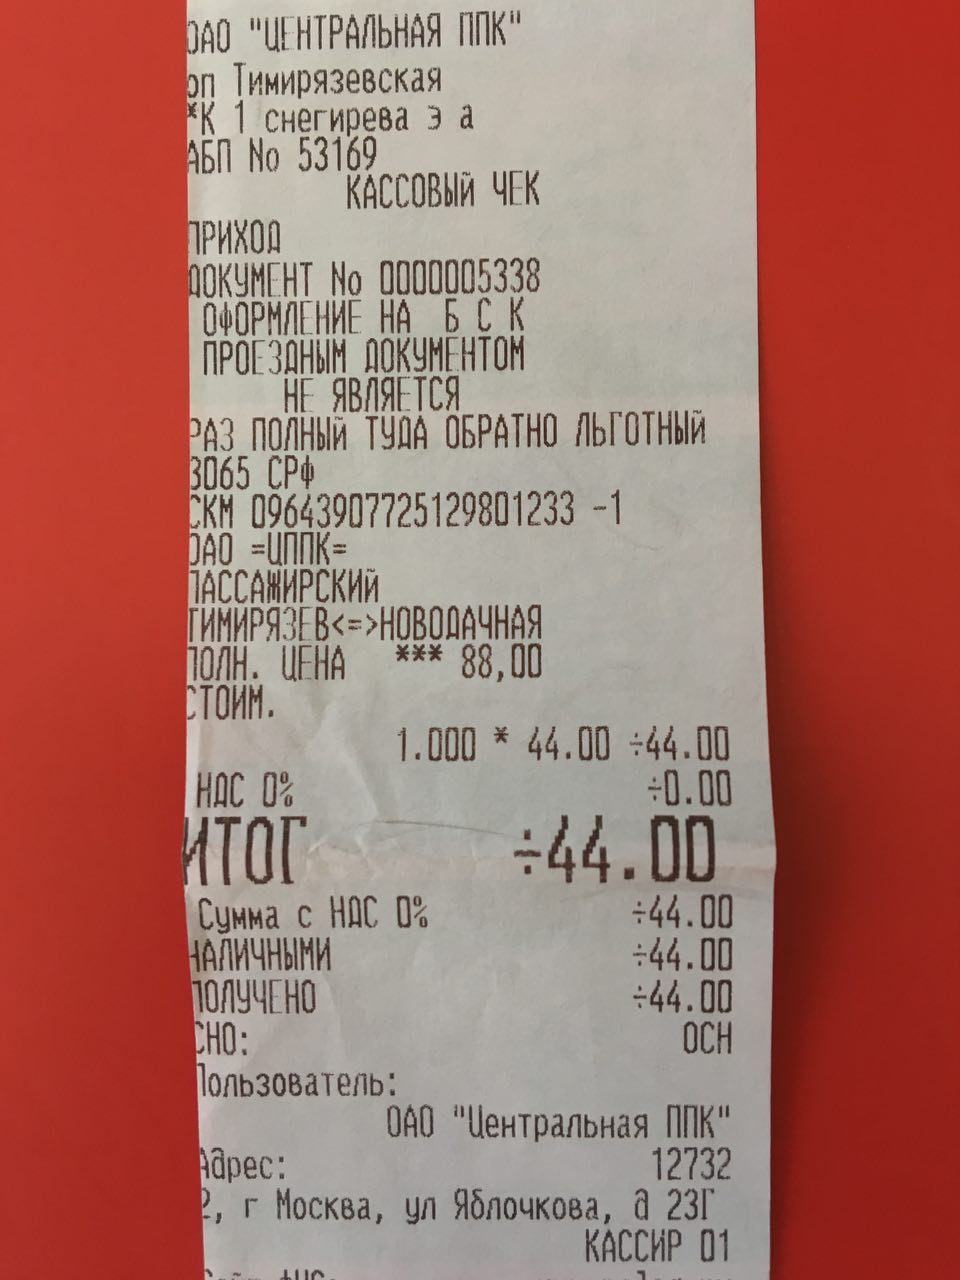 ОАО "ЦЕНТРАЛЬНАЯ ППК"
оп Тимирязевская
*К 1 снегирева э а
АБП No 53169
КАССОВЫЙ ЧЕК
ПРИХОД
ДОКУМЕНТ No 0000005338
ОФОРМЛЕНИЕ НА Б С К
ПРОЕЗДНЫМ ДОКУМЕНТОМ
НЕ ЯВЛЯЕТСЯ
РАЗ ПОЛНЫЙ ТУДА ОБРАТНО ЛЬГОТНЫЙ
3065 СРФ
СКМ 09643907725129801233 -1
ОАО =ЦППК=
ПАССАЖИРСКИЙ
ТИМИРЯЗЕВ<=>НОВОДАЧНАЯ
ПОЛН. ЦЕНА *** 88,00
СТОИМ.
1.000 * 44.00 ÷44.00
НДС 0% ÷0.00
ИТОГ ÷44.00
Сумма с НДС 0% ÷44.00
НАЛИЧНЫМИ ÷44.00
ПОЛУЧЕНО ÷44.00
СНО: ОСН
Пользователь:
ОАО "Центральная ППК"
Адрес: 12732
2, г Москва, ул Яблочкова, д 23Г
КАССИР 01